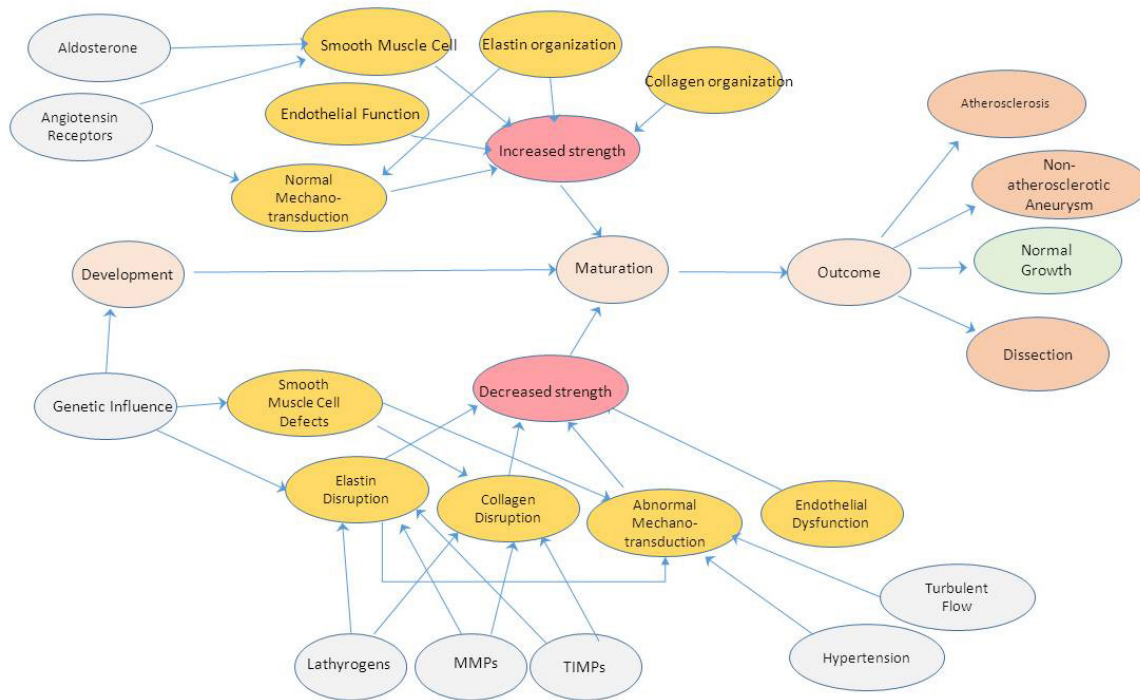 Aldosterone
Smooth Muscle Cell
Elastin organization
Collagen organization
Atherosclerosis
Angiotensin
Receptors
Endothelial Function
Increased strength
Normal
Mechano-
transduction
Non-
atherosclerotic
Aneurysm
Development
Maturation
Outcome
Normal
Growth
Dissection
Genetic Influence
Smooth
Muscle Cell
Defects
Decreased strength
Elastin
Disruption
Collagen
Disruption
Abnormal
Mechano-
transduction
Endothelial
Dysfunction
Turbulent
Flow
Lathyrogens
MMPs
TIMPs
Hypertension